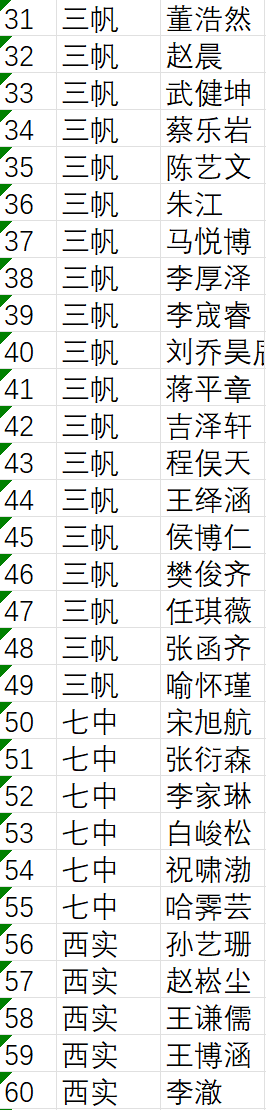 31 三帆 董浩然
32 三帆 赵晨
33 三帆 武健坤
34 三帆 蔡乐岩
35 三帆 陈艺文
36 三帆 朱江
37 三帆 马悦博
38 三帆 李厚泽
39 三帆 李宬睿
40 三帆 刘乔昊
41 三帆 蒋平章
42 三帆 吉泽轩
43 三帆 程俣天
44 三帆 王绎涵
45 三帆 侯博仁
46 三帆 樊俊齐
47 三帆 任琪薇
48 三帆 张函齐
49 三帆 喻怀瑾
50 七中 宋旭航
51 七中 张衍森
52 七中 李家琳
53 七中 白峻松
54 七中 祝啸渤
55 七中 哈霁芸
56 西实 孙艺珊
57 西实 赵崧尘
58 西实 王谦儒
59 西实 王博涵
60 西实 李澈